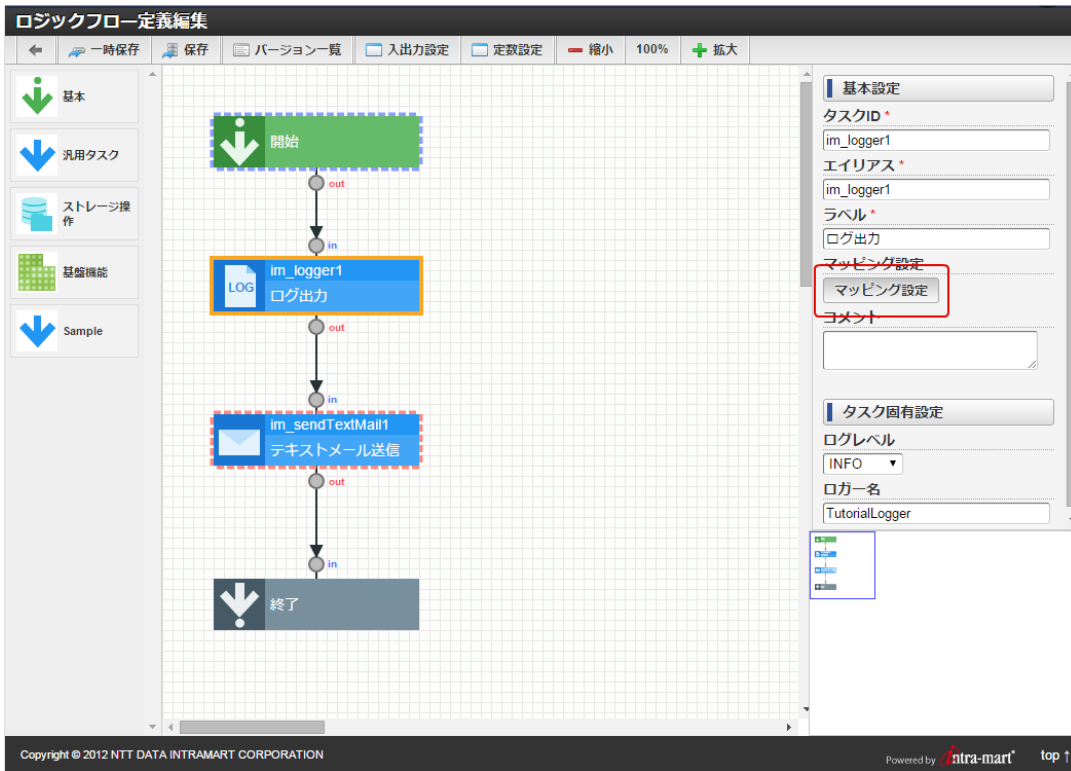 ロジックフロー定義編集
一時保存
保存
バージョン一覧
入出力設定
定数設定
縮小
100%
拡大
基本
汎用タスク
ストレージ操
作
基盤機能
Sample
開始
out
in
im_logger1
LOG
ログ出力
out
in
im_sendTextMail1
テキストメール送信
out
in
終了
基本設定
タスクID *
im_logger1
エイリアス *
im_logger1
ラベル *
ログ出力
マッピング設定
マッピング設定
コメント
タスク固有設定
ログレベル
INFO
ロガー名
TutorialLogger
Copyright © 2012 NTT DATA INTRAMART CORPORATION
Powered by intra-mart
top ↑